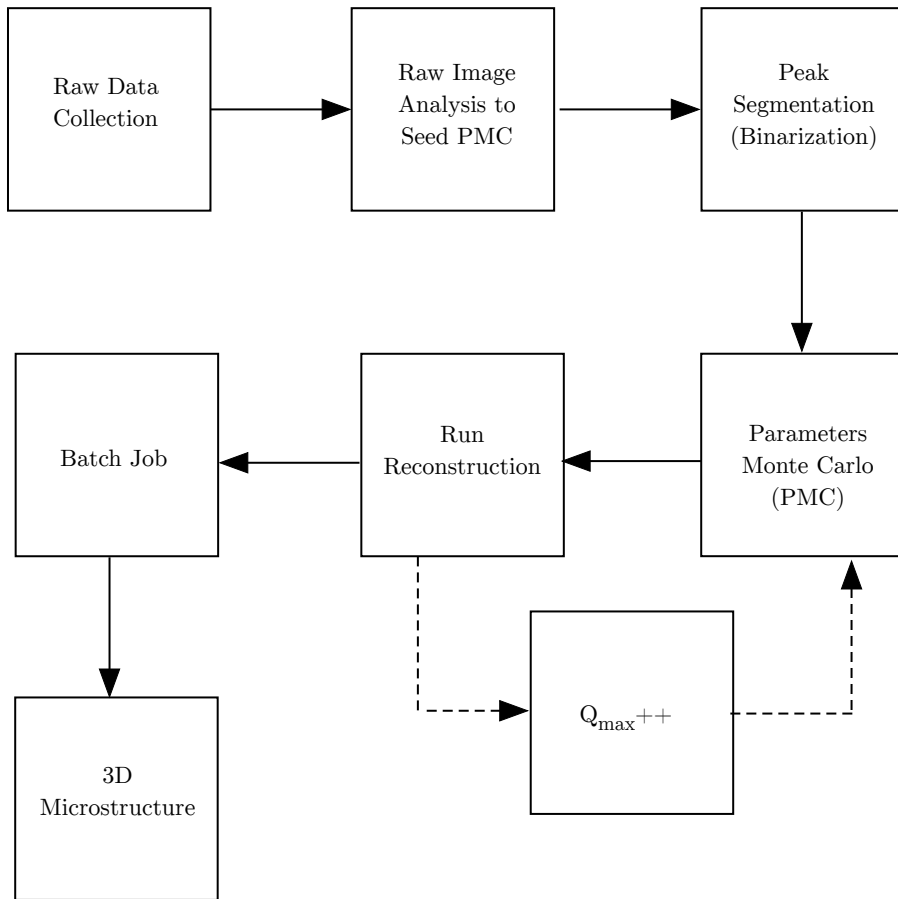 Raw Data
Collection
Raw Image
Analysis to
Seed PMC
Peak
Segmentation
(Binarization)
Parameters
Monte Carlo
(PMC)
Run
Reconstruction
Batch Job
Qmax++
3D
Microstructure